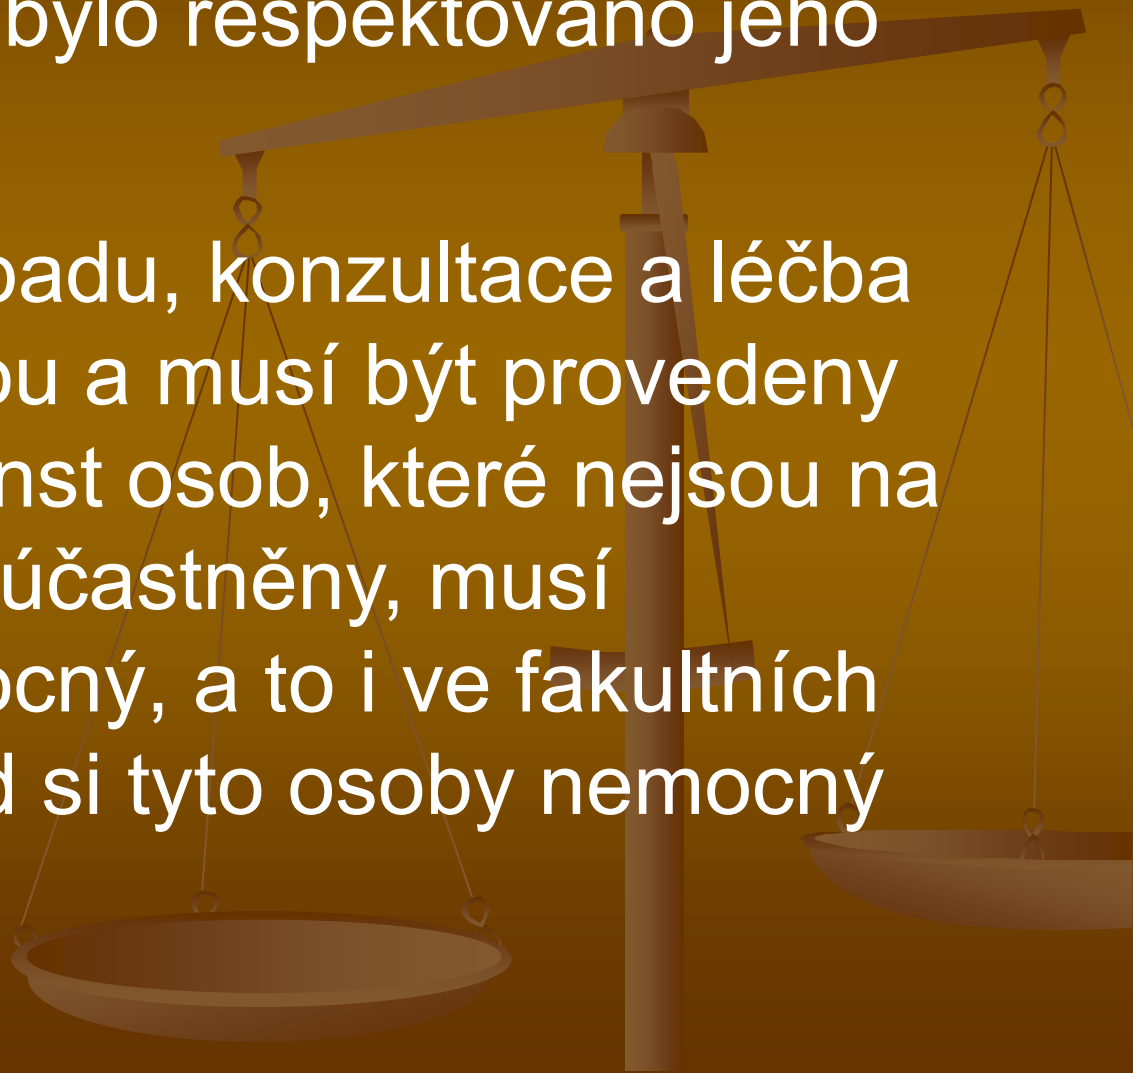 bylo respektováno jeho
padu, konzultace a léčba
ou a musí být provedeny
mnst osob, které nejsou na
účastněny, musí
ocný, a to i ve fakultních
d si tyto osoby nemocný